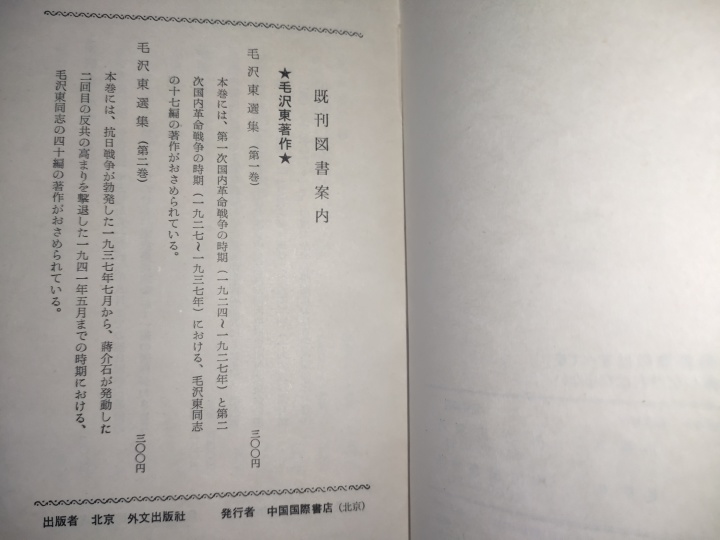 既刊図書案内
★毛沢東著作★
毛沢東選集（第一巻） 三〇〇円
本巻には、第一次国内革命戦争の時期（一九二四～一九二七年）と第二
次国内革命戦争の時期（一九二七～一九三七年）における、毛沢東同志
の十七編の著作がおさめられている。
毛沢東選集（第二巻） 三〇〇円
本巻には、抗日戦争が勃発した一九三七年七月から、蔣介石が発動した
二回目の反共の高まりを撃退した一九四一年五月までの時期における、
毛沢東同志の四十編の著作がおさめられている。
出版者 北京 外文出版社 発行者 中国国際書店（北京）